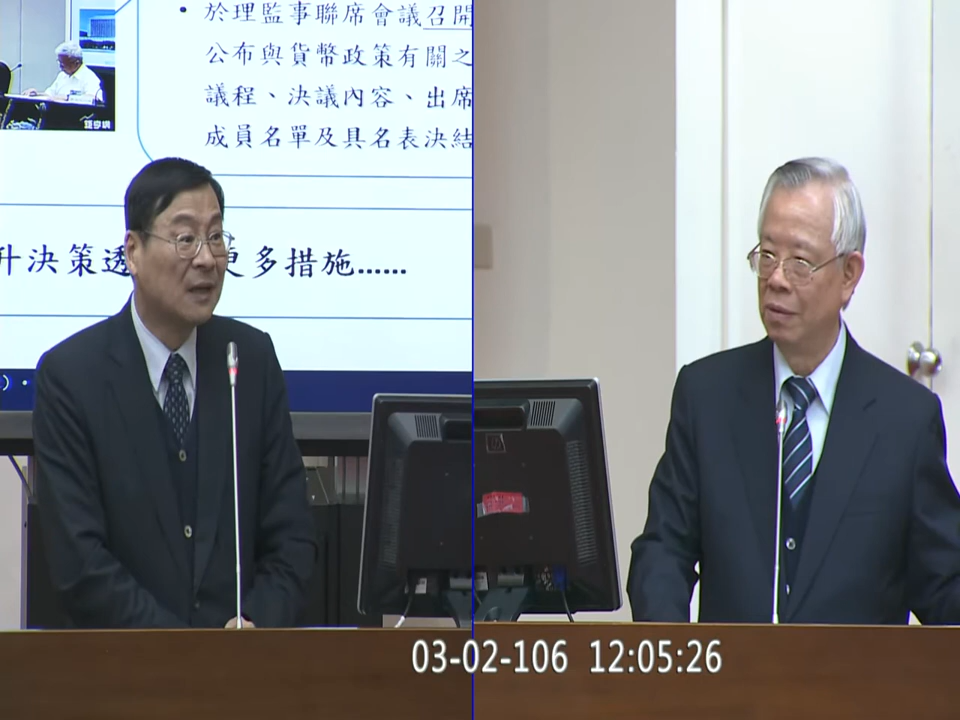 • 於理監事聯席會議召開
公布與貨幣政策有關之
議程、決議內容、出席
成員名單及具名表決結
升決策透 更多措施......
03-02-106 12:05:26